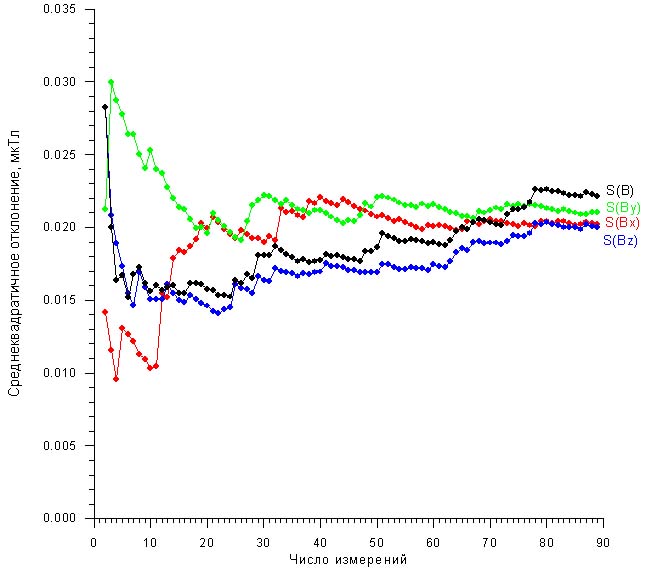 0.035
0.030
0.025
0.020
0.015
0.010
0.005
0.000
Среднеквадратичное отклонение, мкТл
S(B)
S(By)
S(Bx)
S(Bz)
0 10 20 30 40 50 60 70 80 90
Число измерений